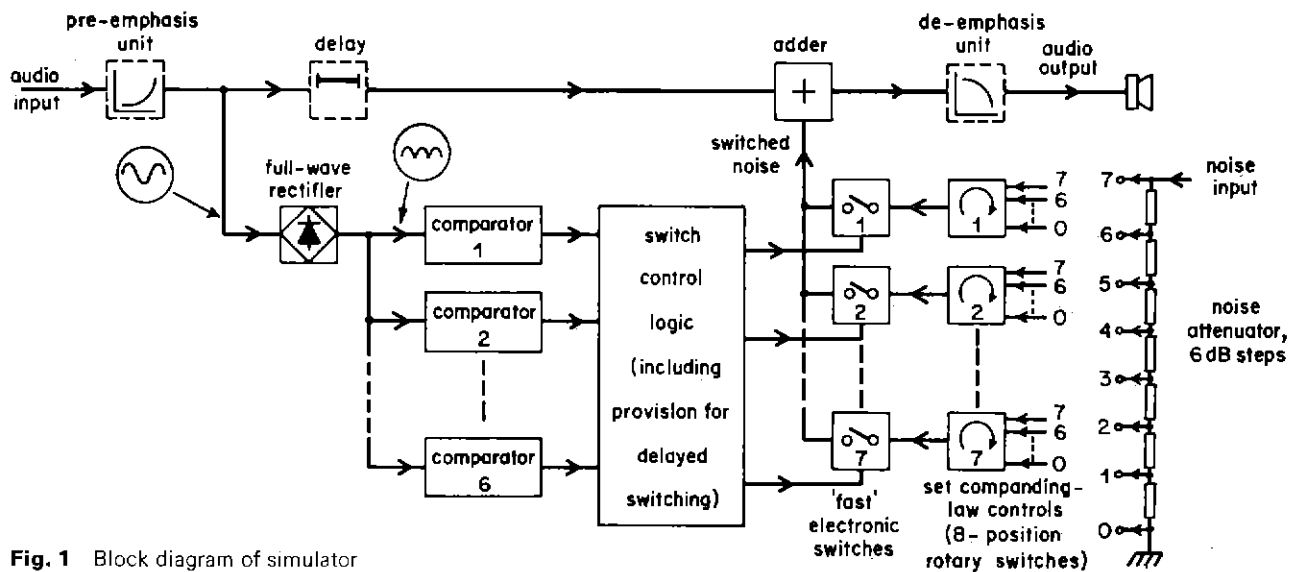 pre-emphasis
unit
delay
adder
de-emphasis
unit
audio
output
audio
input
+
switched
noise
full-wave
rectifier
comparator
1
comparator
2
comparator
6
switch
control
logic
(including
provision for
delayed
switching)
1
2
7
'fast'
electronic
switches
1
7
6
0
2
7
6
0
7
7
6
0
set companding-
law controls
(8-position
rotary switches)
7
6
5
4
3
2
1
0
noise
input
noise
attenuator,
6dB steps
Fig. 1 Block diagram of simulator